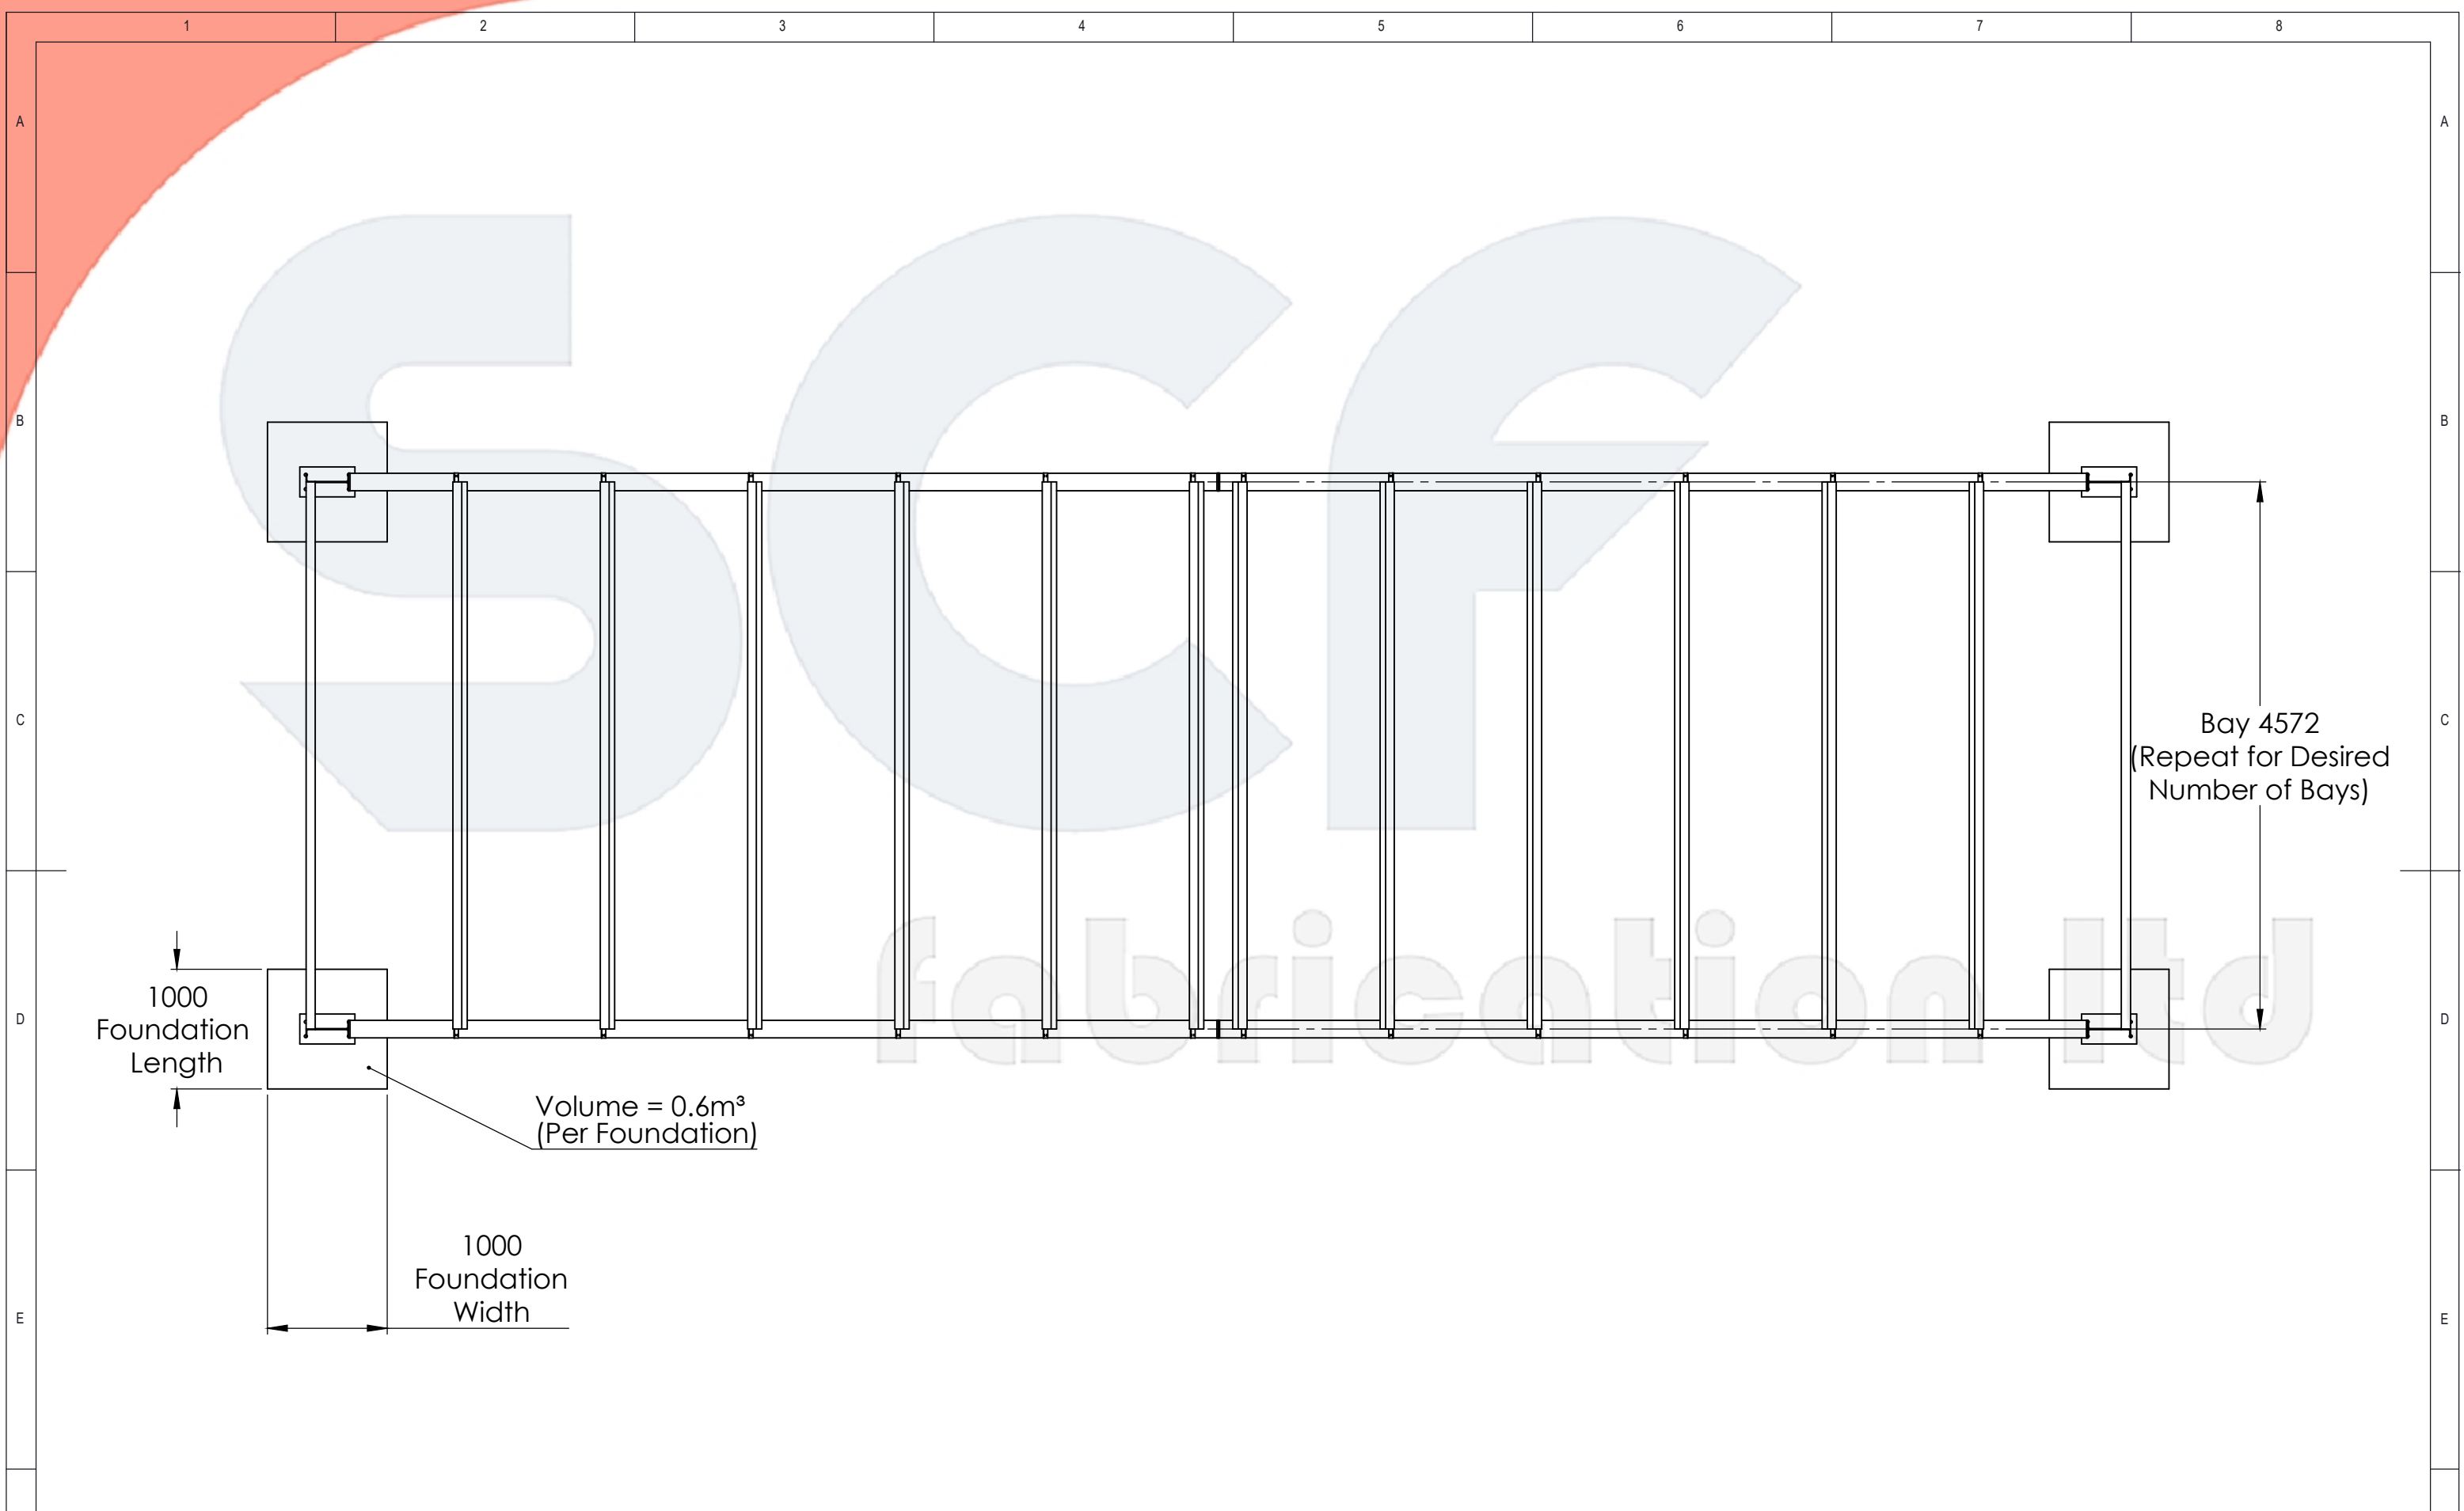 1 2 3 4 5 6 7 8
A A
SCF
B B
Bay 4572
(Repeat for Desired
Number of Bays)
C C
fabrication ltd
1000
Foundation
Length
D D
Volume = 0.6m³
(Per Foundation)
1000
Foundation
Width
E E